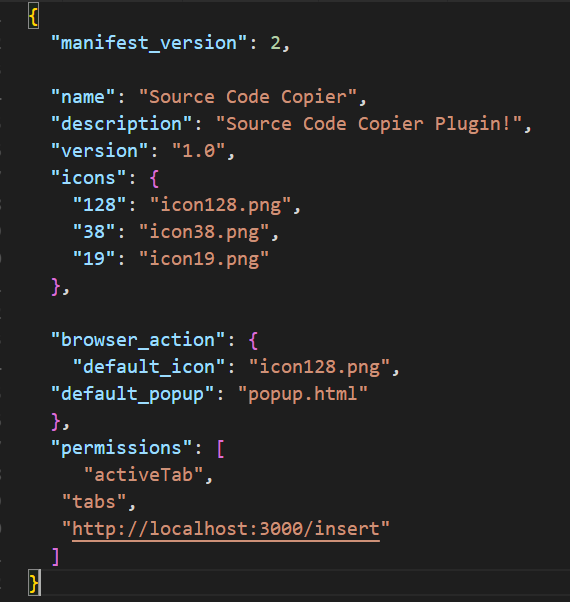 {
"manifest_version": 2,
"name": "Source Code Copier",
"description": "Source Code Copier Plugin!",
"version": "1.0",
"icons": {
"128": "icon128.png",
"38": "icon38.png",
"19": "icon19.png"
},
"browser_action": {
"default_icon": "icon128.png",
"default_popup": "popup.html"
},
"permissions": [
"activeTab",
"tabs",
"http://localhost:3000/insert"
]
}